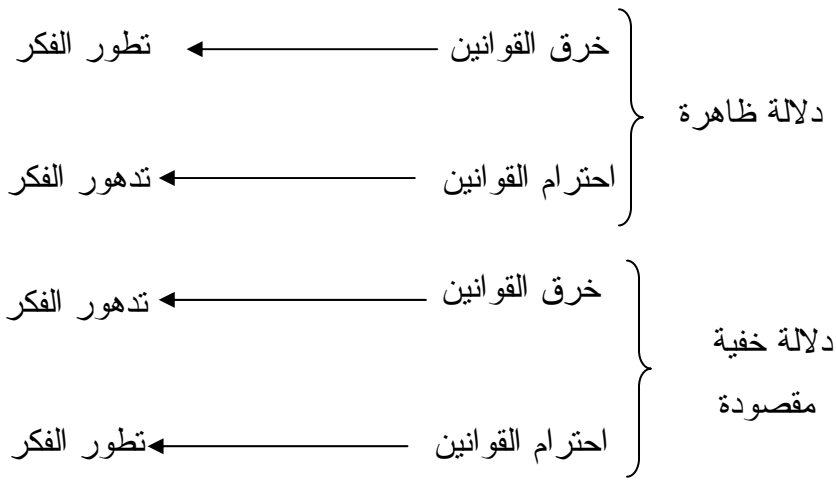 خرق القوانين تطور الفكر
دلالة ظاهرة
احترام القوانين تدهور الفكر
خرق القوانين تدهور الفكر
دلالة خفية
مقصودة
احترام القوانين تطور الفكر